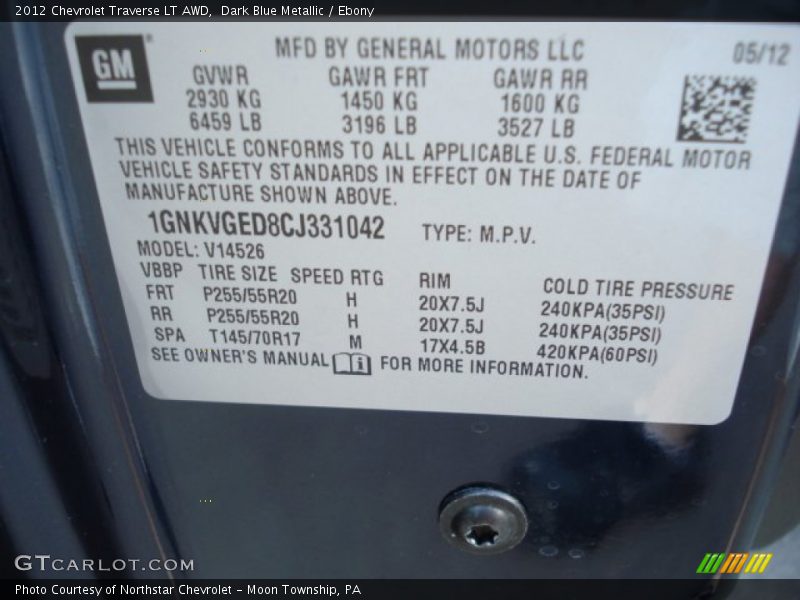 2012 Chevrolet Traverse LT AWD,  Dark Blue Metallic / Ebony
GM
MFD BY GENERAL MOTORS LLC 05/12
GVWR GAWR FRT GAWR RR
2930 KG 1450 KG 1600 KG
6459 LB 3196 LB 3527 LB
THIS VEHICLE CONFORMS TO ALL APPLICABLE U.S. FEDERAL MOTOR
VEHICLE SAFETY STANDARDS IN EFFECT ON THE DATE OF
MANUFACTURE SHOWN ABOVE.
1GNKVGED8CJ331042 TYPE: M.P.V.
MODEL: V14526
VBBP TIRE SIZE SPEED RTG RIM COLD TIRE PRESSURE
FRT P255/55R20 H 20X7.5J 240KPA(35PSI)
RR P255/55R20 H 20X7.5J 240KPA(35PSI)
SPA T145/70R17 M 17X4.5B 420KPA(60PSI)
SEE OWNER'S MANUAL i FOR MORE INFORMATION.
GTCARLOT.COM
Photo Courtesy of Northstar Chevrolet - Moon Township, PA